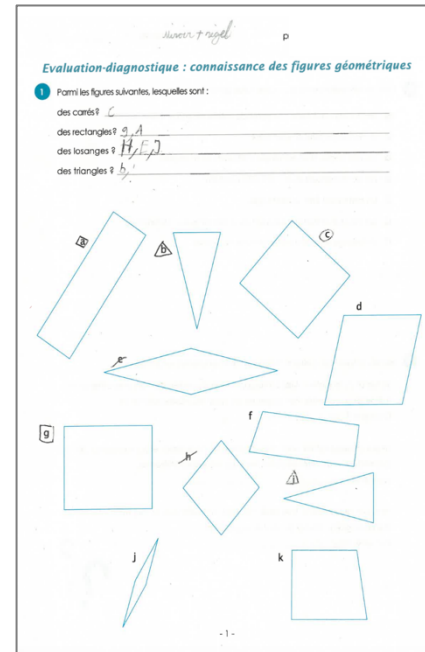 p
Evaluation-diagnostique : connaissance des figures géométriques
1 Parmi les figures suivantes, lesquelles sont :
des carrés ? C
des rectangles ? g, A
des losanges ? H, E, J
des triangles ? b,
a
b
c
d
e
g
f
h
i
j
k
- 1 -